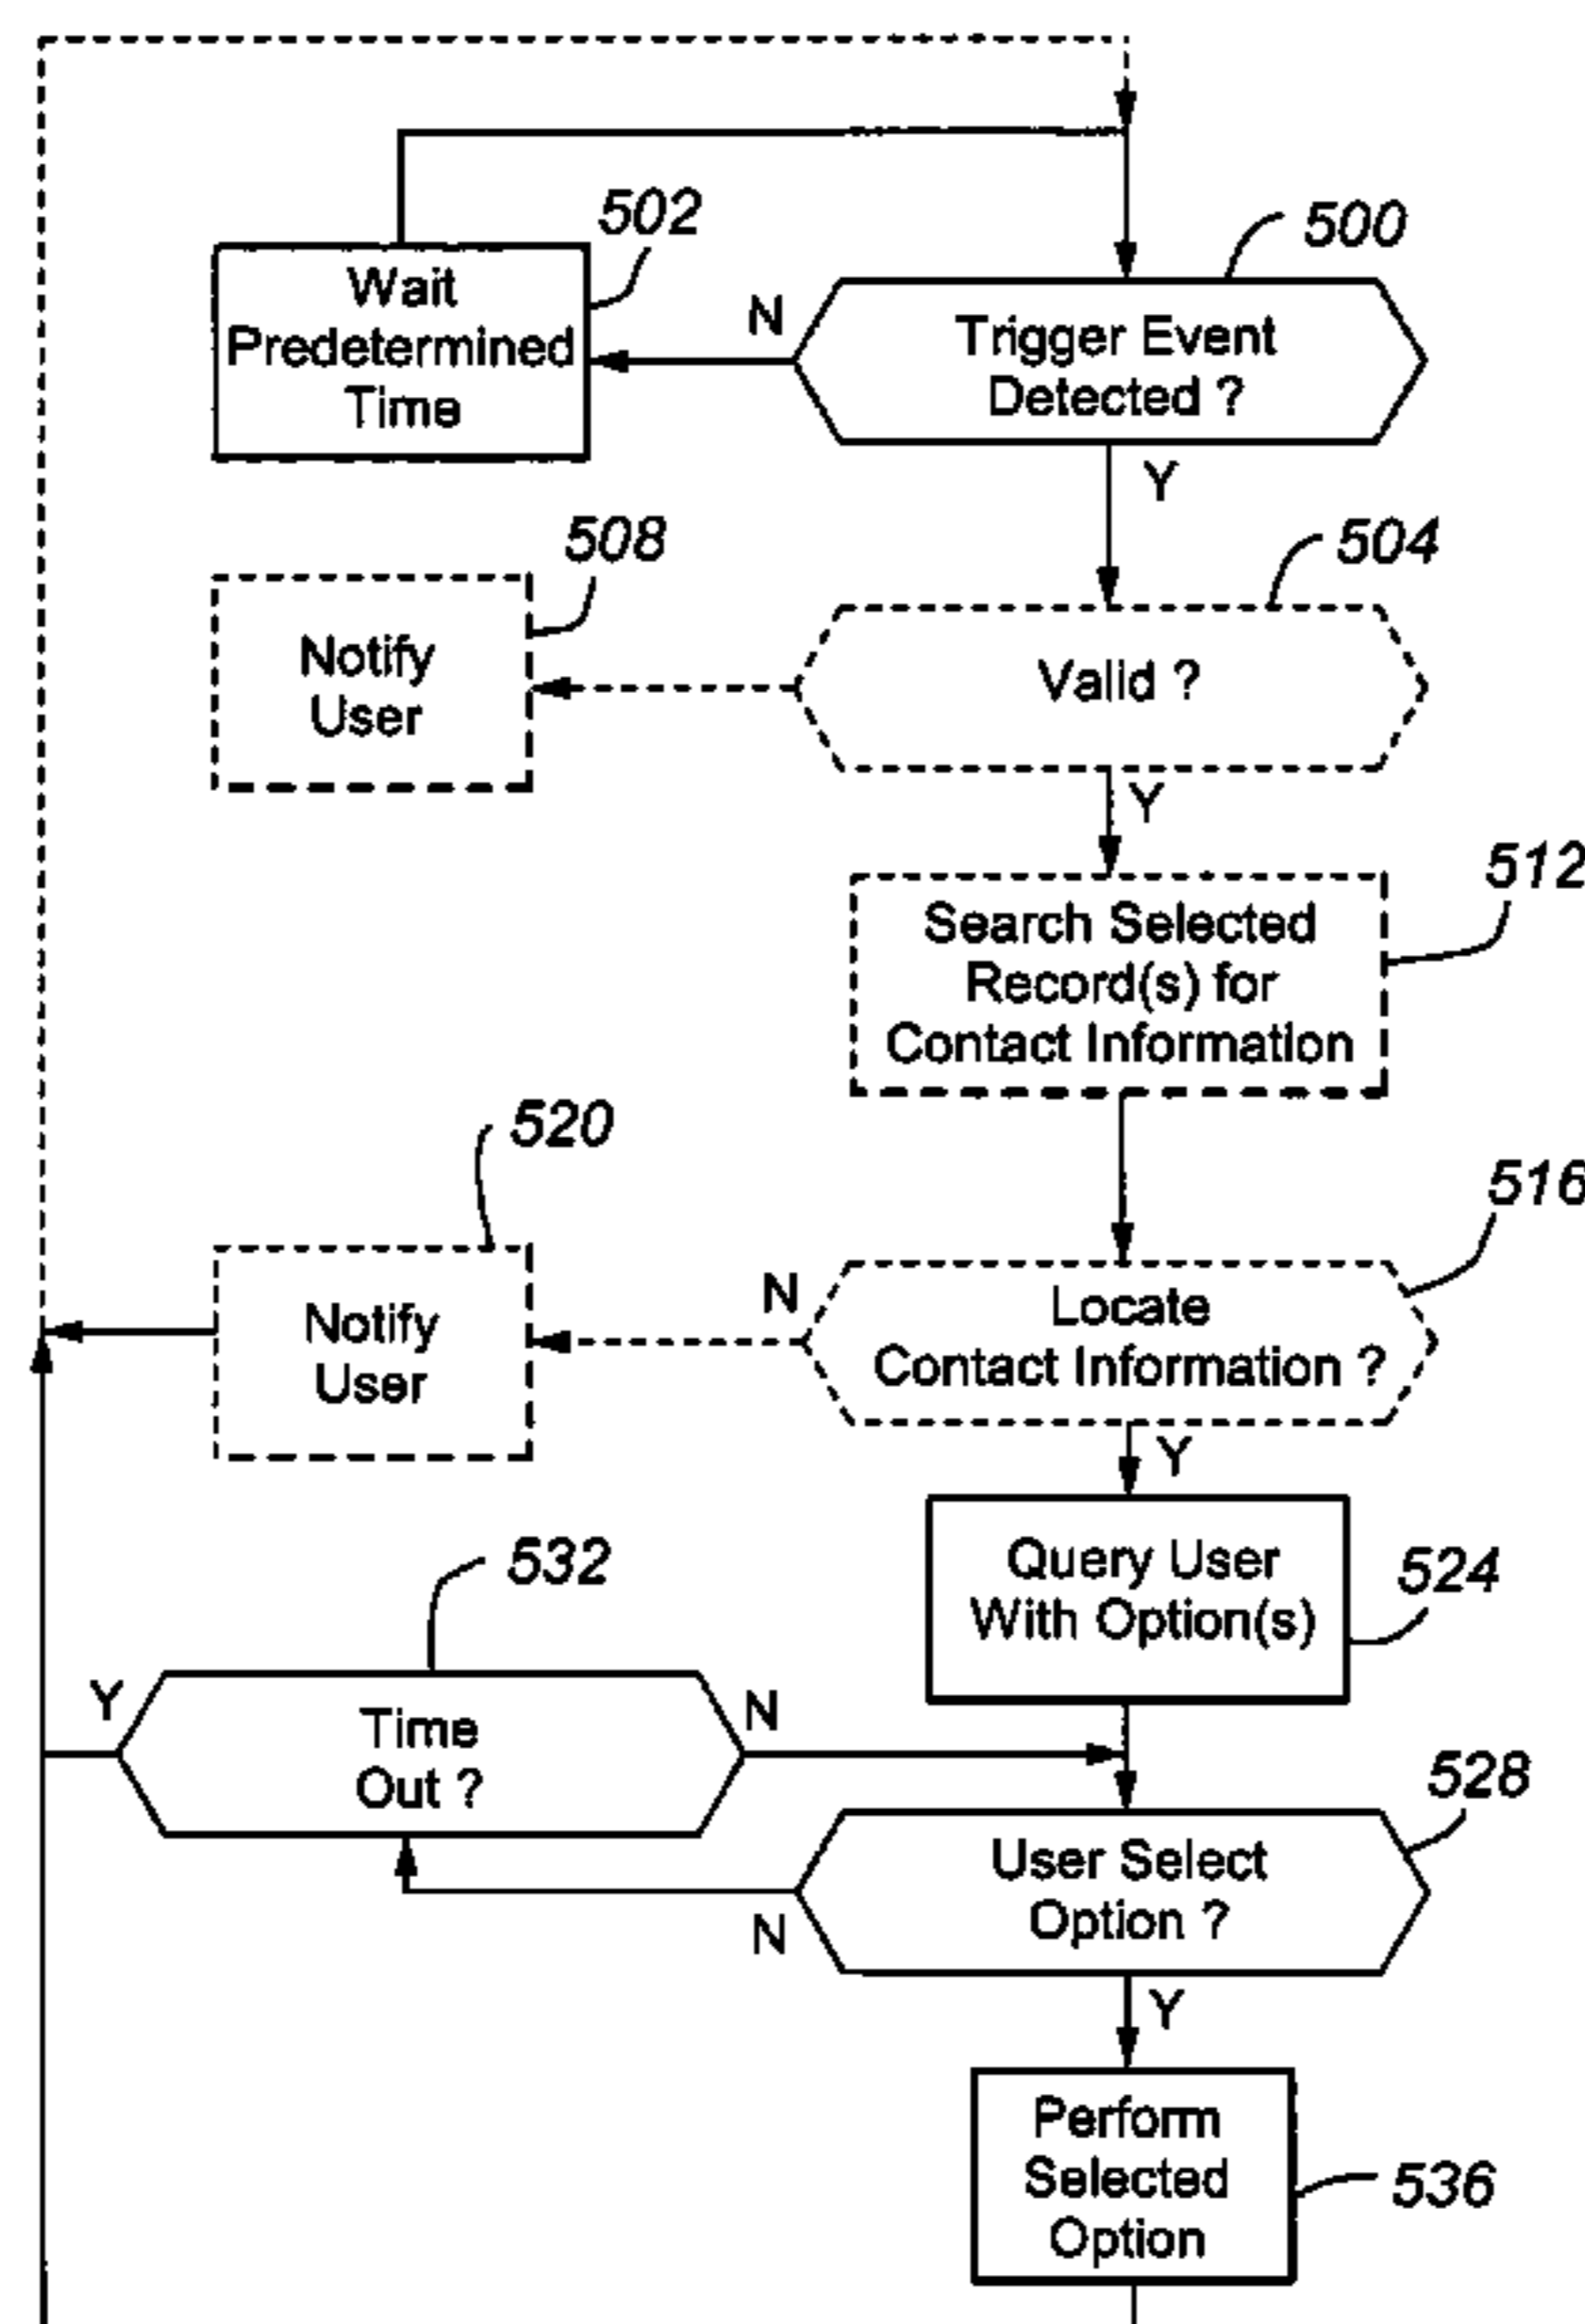 502
500
Wait
Predetermined
Time
N
Trigger Event
Detected ?
Y
508
504
Notify
User
Valid ?
Y
512
Search Selected
Record(s) for
Contact Information
520
516
Notify
User
N
Locate
Contact Information ?
Y
532
Query User
With Option(s)
524
Y
Time
Out ?
N
528
User Select
Option ?
N
Y
Perform
Selected
Option
536